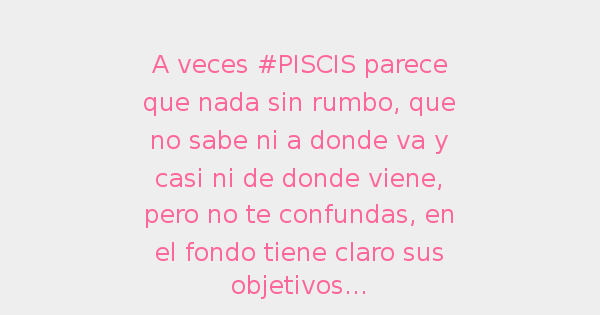 A veces #PISCIS parece
que nada sin rumbo, que
no sabe ni a donde va y
casi ni de donde viene,
pero no te confundas, en
el fondo tiene claro sus
objetivos...